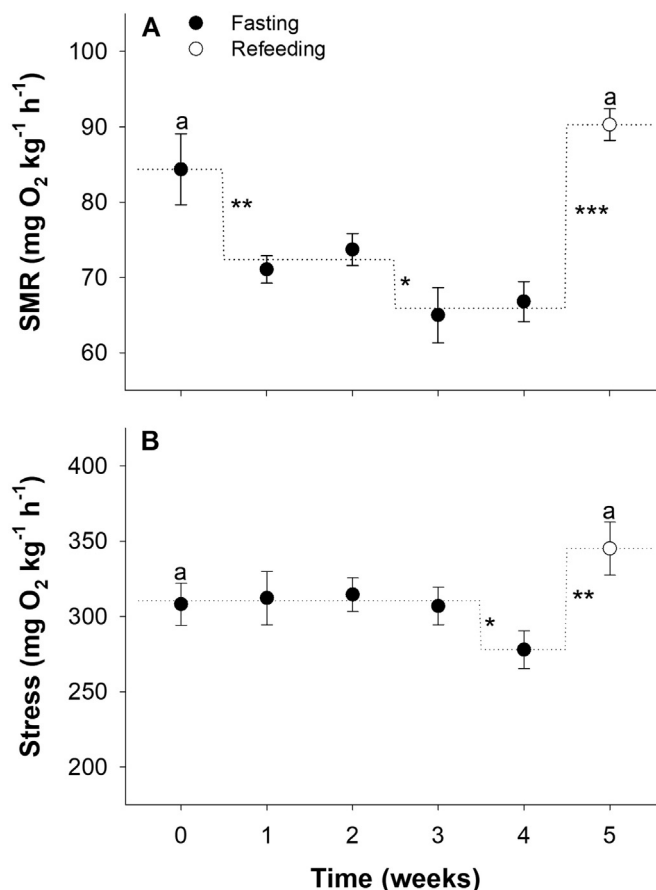 A
Fasting
Refeeding
SMR (mg O₂ kg⁻¹ h⁻¹)
100
90
80
70
60
a
**
*
***
a
B
Stress (mg O₂ kg⁻¹ h⁻¹)
400
350
300
250
200
a
*
**
a
0 1 2 3 4 5
Time (weeks)